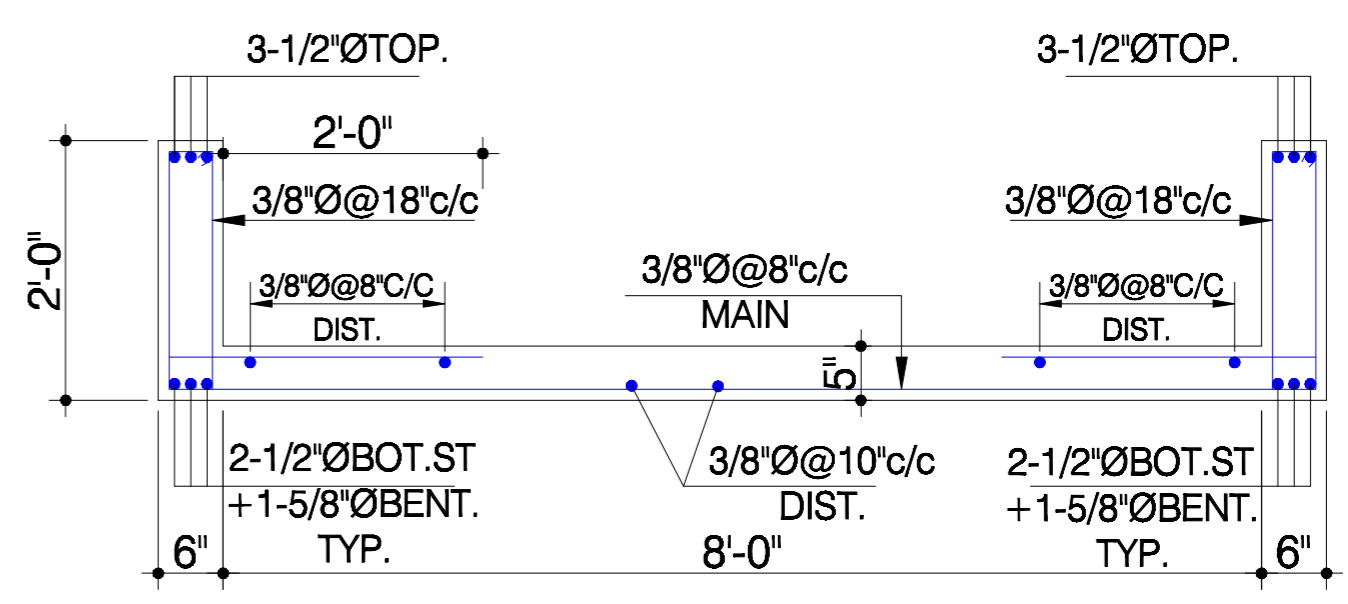 3-1/2"ØTOP.
3-1/2"ØTOP.
2'-0"
3/8"Ø@18"c/c
3/8"Ø@18"c/c
2'-0"
3/8"Ø@8"C/C
DIST.
3/8"Ø@8"c/c
MAIN
3/8"Ø@8"C/C
DIST.
5"
2-1/2"ØBOT.ST
+1-5/8"ØBENT.
TYP.
3/8"Ø@10"c/c
DIST.
2-1/2"ØBOT.ST
+1-5/8"ØBENT.
TYP.
6"
8'-0"
6"